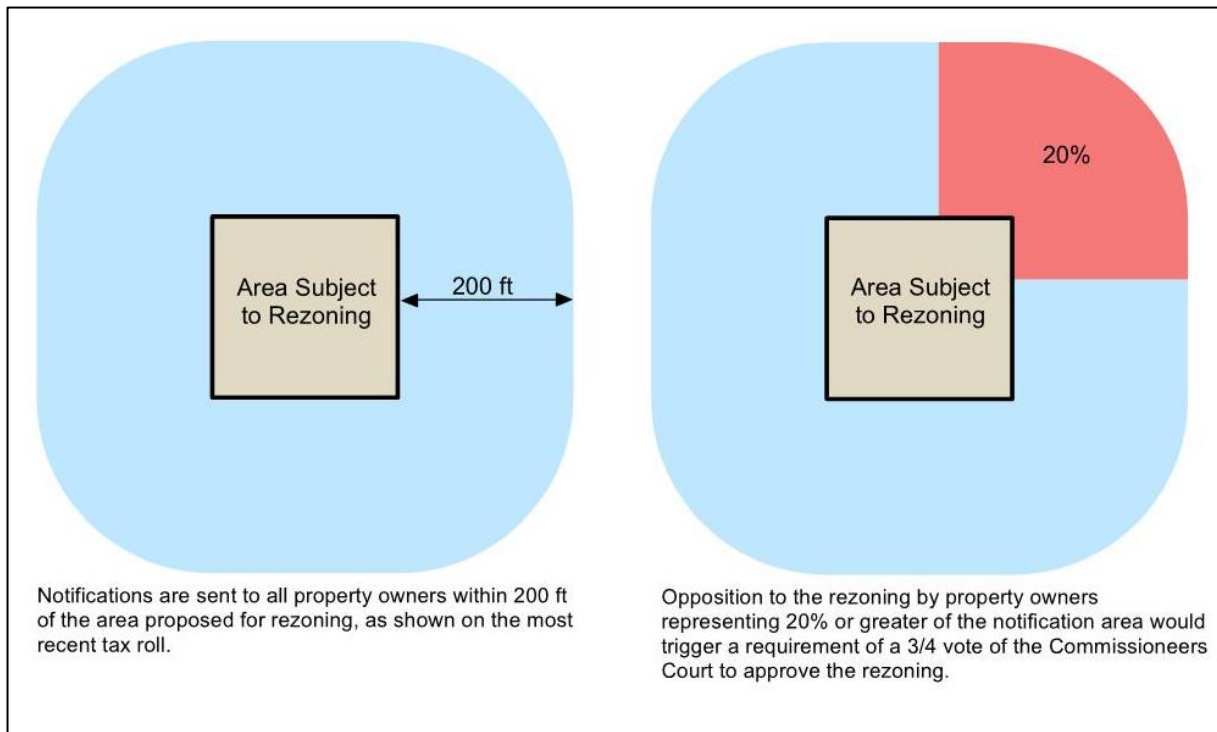 Area Subject
to Rezoning
200 ft
Notifications are sent to all property owners within 200 ft
of the area proposed for rezoning, as shown on the most
recent tax roll.
20%
Area Subject
to Rezoning
Opposition to the rezoning by property owners
representing 20% or greater of the notification area would
trigger a requirement of a 3/4 vote of the Commissioneers
Court to approve the rezoning.